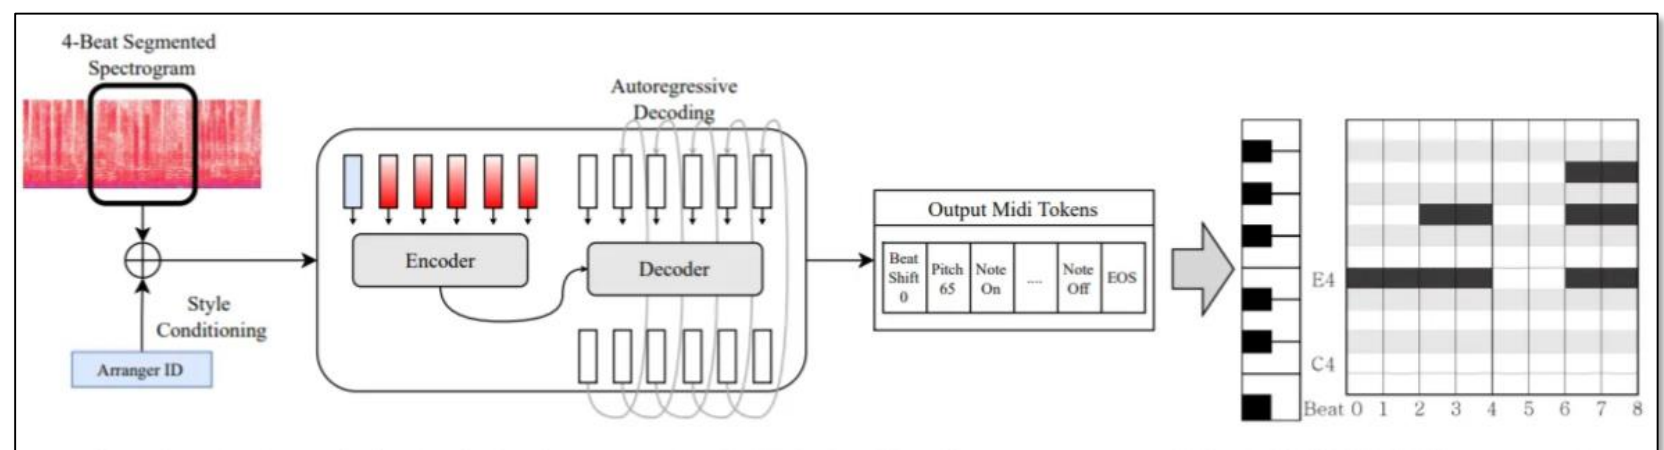 4-Beat Segmented
Spectrogram
Style
Conditioning
Arranger ID
Autoregressive
Decoding
Encoder
Decoder
Output Midi Tokens
Beat
Shift
0
Pitch
65
Note
On
....
Note
Off
EOS
E4
C4
Beat 0 1 2 3 4 5 6 7 8